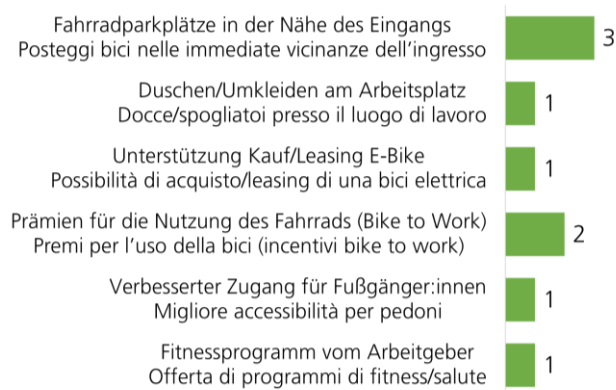 Fahrradparkplätze in der Nähe des Eingangs
Posteggi bici nelle immediate vicinanze dell'ingresso
3
Duschen/Umkleiden am Arbeitsplatz
Docce/spogliatoi presso il luogo di lavoro
1
Unterstützung Kauf/Leasing E-Bike
Possibilità di acquisto/leasing di una bici elettrica
1
Prämien für die Nutzung des Fahrrads (Bike to Work)
Premi per l'uso della bici (incentivi bike to work)
2
Verbesserter Zugang für Fußgänger:innen
Migliore accessibilità per pedoni
1
Fitnessprogramm vom Arbeitgeber
Offerta di programmi di fitness/salute
1